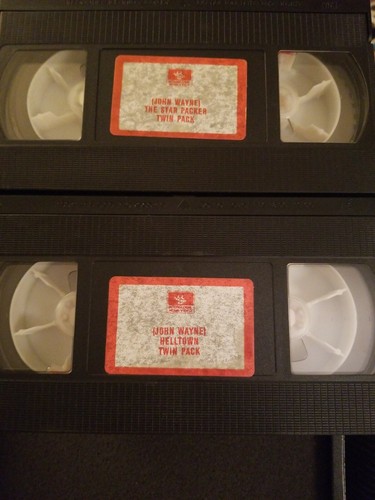 (JOHN WAYNE)
THE STAR PACKER
TWIN PACK
(JOHN WAYNE)
HELLTOWN
TWIN PACK